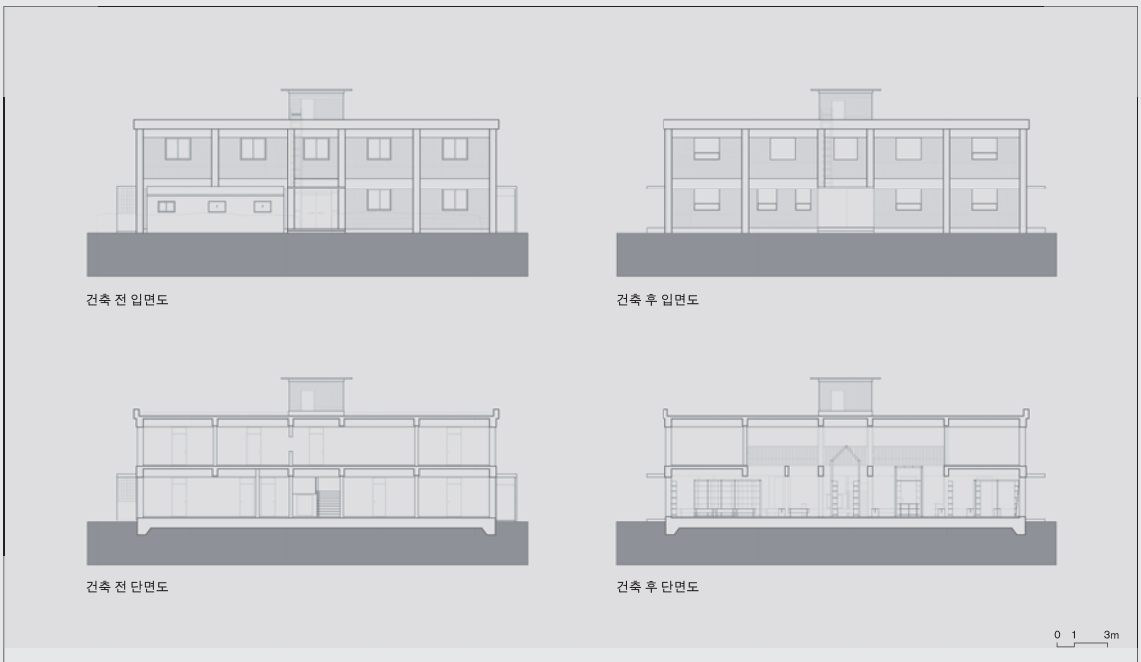 건축 전 입면도
건축 후 입면도
건축 전 단면도
건축 후 단면도
0 1 3m